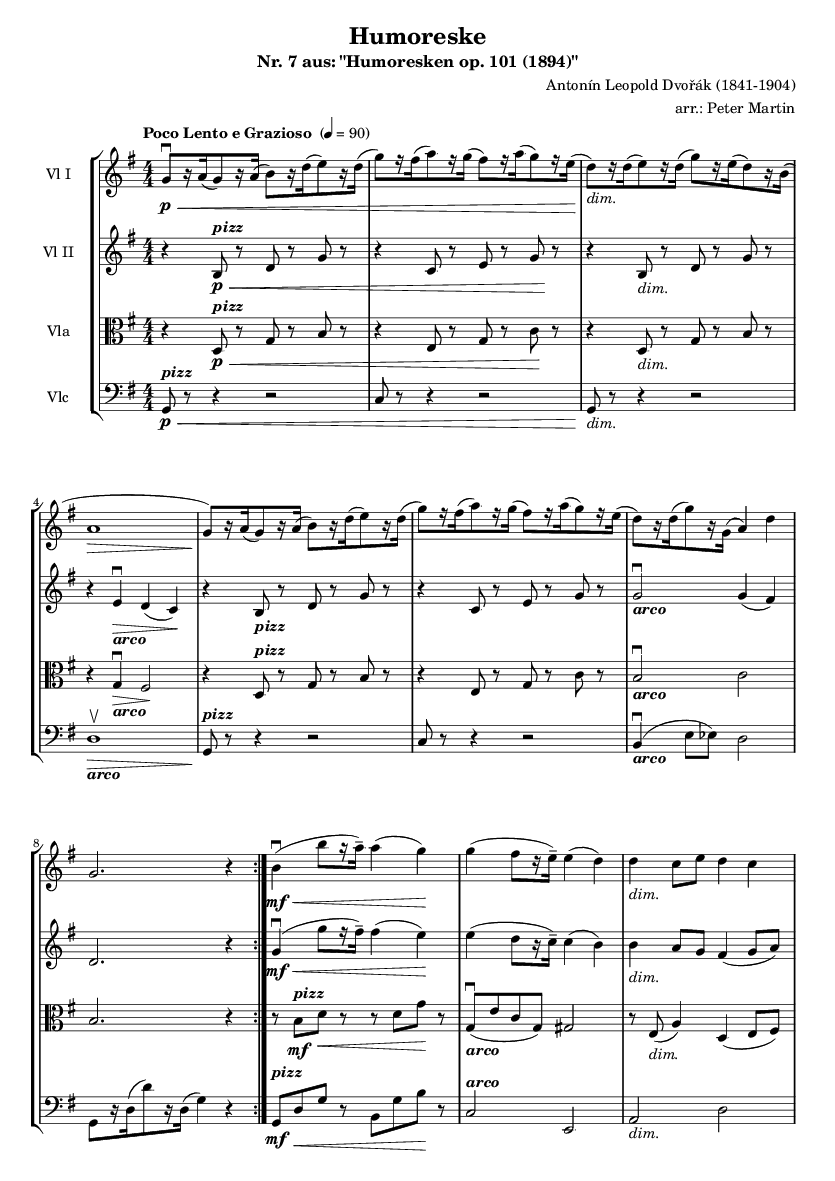 Humoreske
Nr. 7 aus: "Humoresken op. 101 (1894)"
Antonín Leopold Dvořák (1841-1904)
arr.: Peter Martin
Poco Lento e Grazioso (♩ = 90)
Vl I
p
dim.
Vl II
pizz
p
dim.
Vla
pizz
p
dim.
Vlc
pizz
p
dim.
4
arco
pizz
arco
arco
pizz
arco
arco
pizz
arco
8
mf
dim.
mf
dim.
pizz
mf
arco
dim.
pizz
mf
arco
dim.